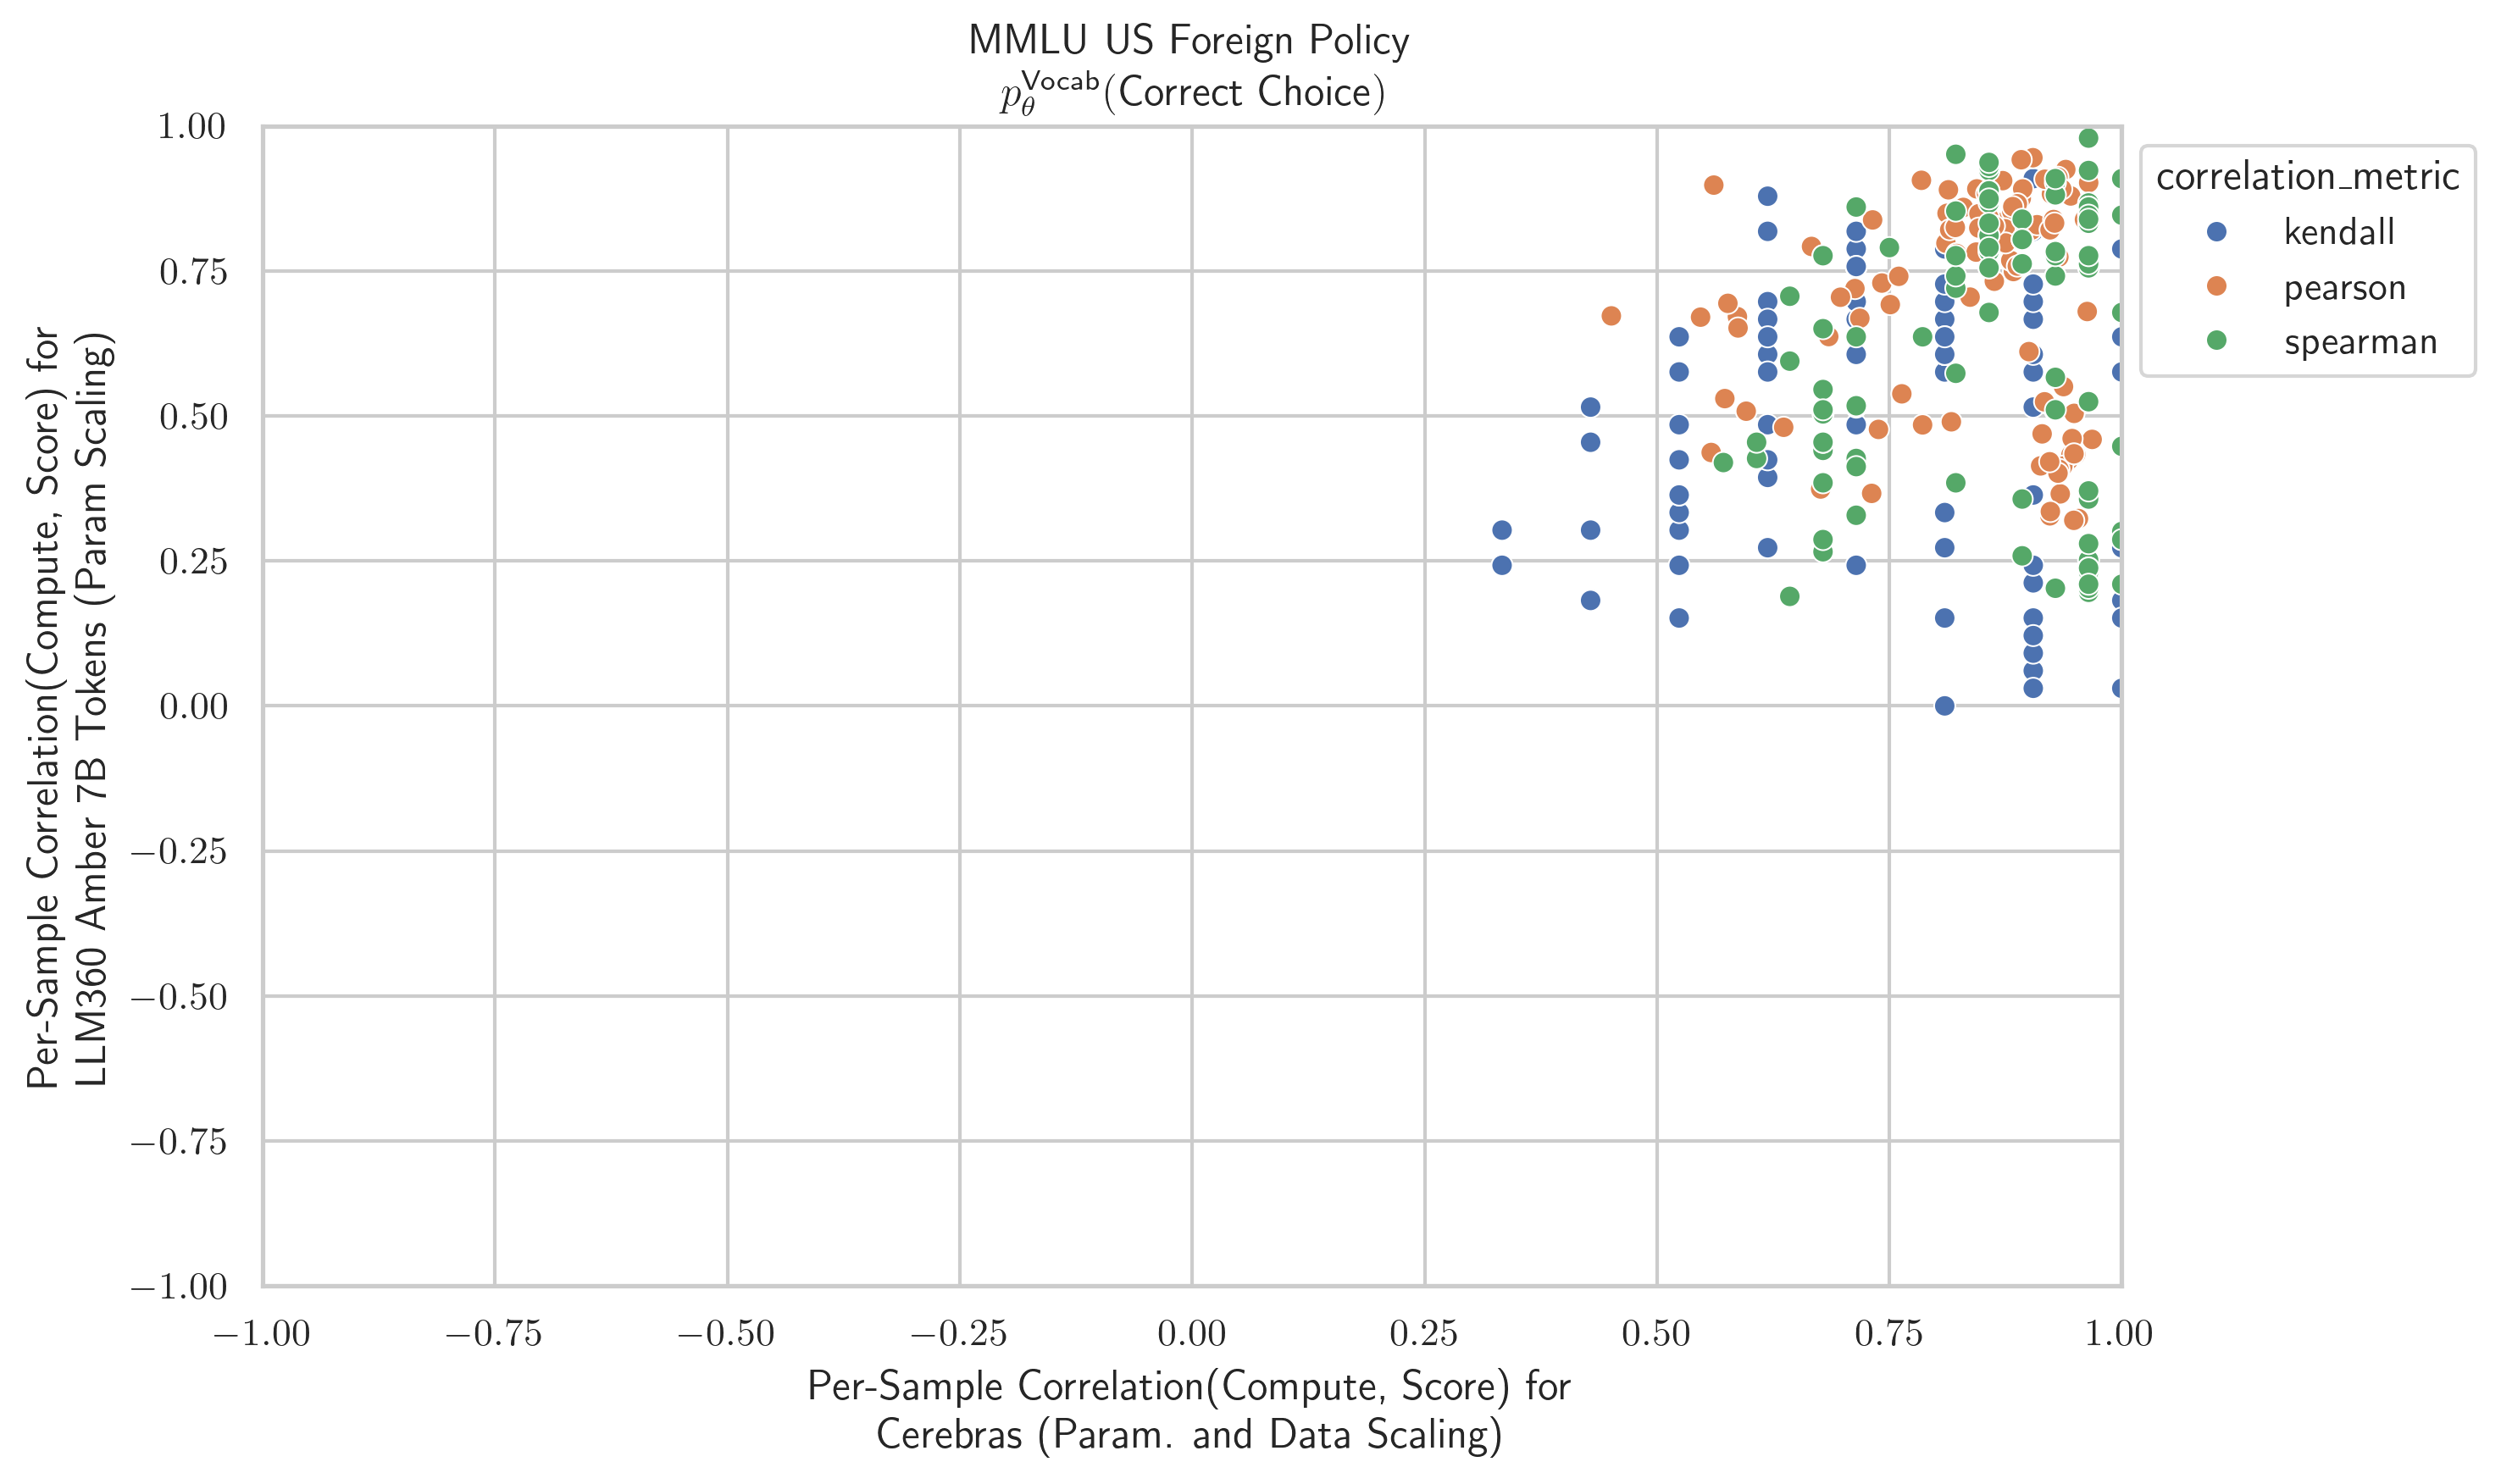 MMLU US Foreign Policy
p_θ^Vocab(Correct Choice)
1.00
0.75
0.50
0.25
0.00
−0.25
−0.50
−0.75
−1.00
Per-Sample Correlation(Compute, Score) for
LLM360 Amber 7B Tokens (Param Scaling)
correlation_metric
kendall
pearson
spearman
−1.00 −0.75 −0.50 −0.25 0.00 0.25 0.50 0.75 1.00
Per-Sample Correlation(Compute, Score) for
Cerebras (Param. and Data Scaling)